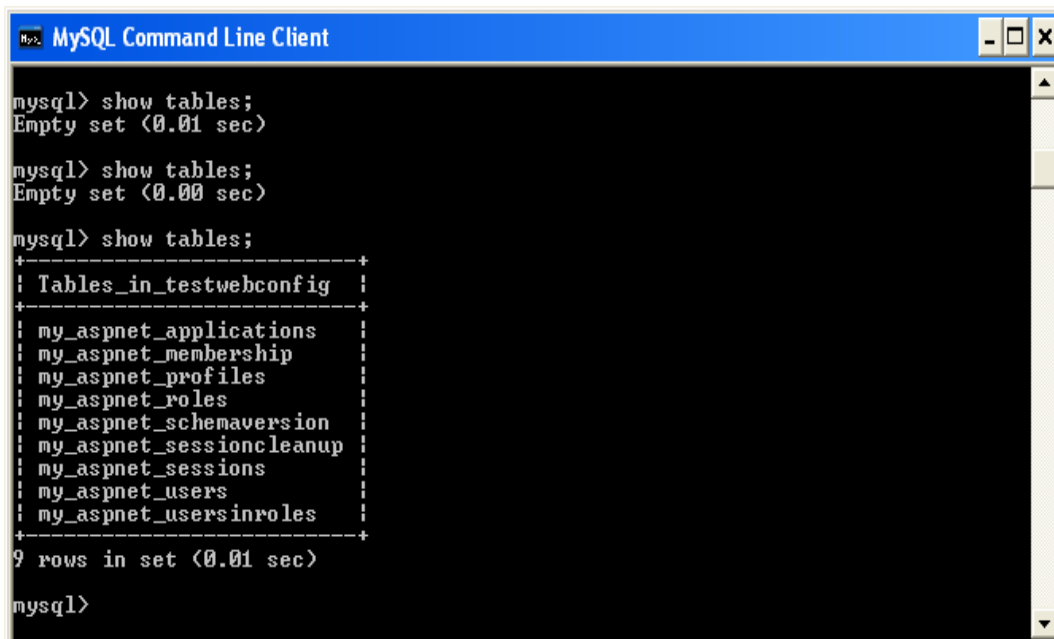 MySQL Command Line Client
mysql> show tables;
Empty set (0.01 sec)
mysql> show tables;
Empty set (0.00 sec)
mysql> show tables;
+---------------------------+
¦ Tables_in_testwebconfig ¦
+---------------------------+
¦ my_aspnet_applications ¦
¦ my_aspnet_membership ¦
¦ my_aspnet_profiles ¦
¦ my_aspnet_roles ¦
¦ my_aspnet_schemaversion ¦
¦ my_aspnet_sessioncleanup ¦
¦ my_aspnet_sessions ¦
¦ my_aspnet_users ¦
¦ my_aspnet_usersinroles ¦
+---------------------------+
9 rows in set (0.01 sec)
mysql>